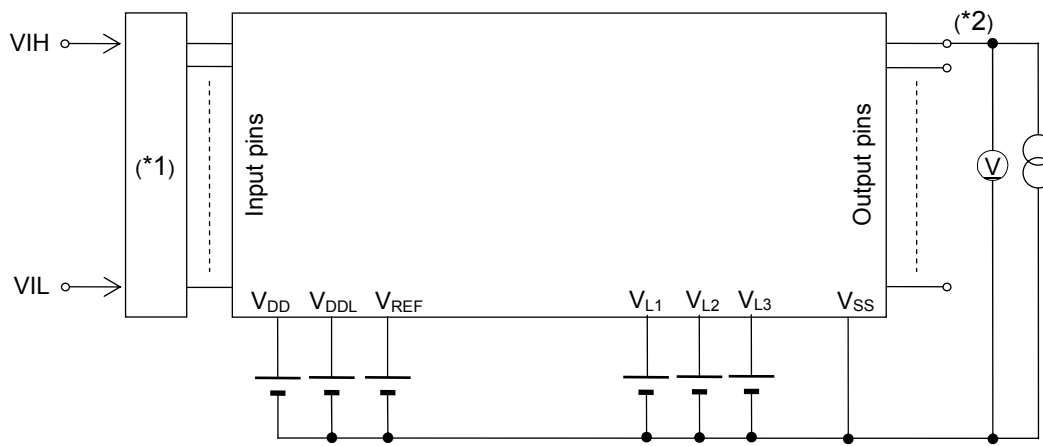 VIH
(*2)
(*1)
Input pins
Output pins
V
VIL
VDD
VDDL
VREF
VL1
VL2
VL3
VSS